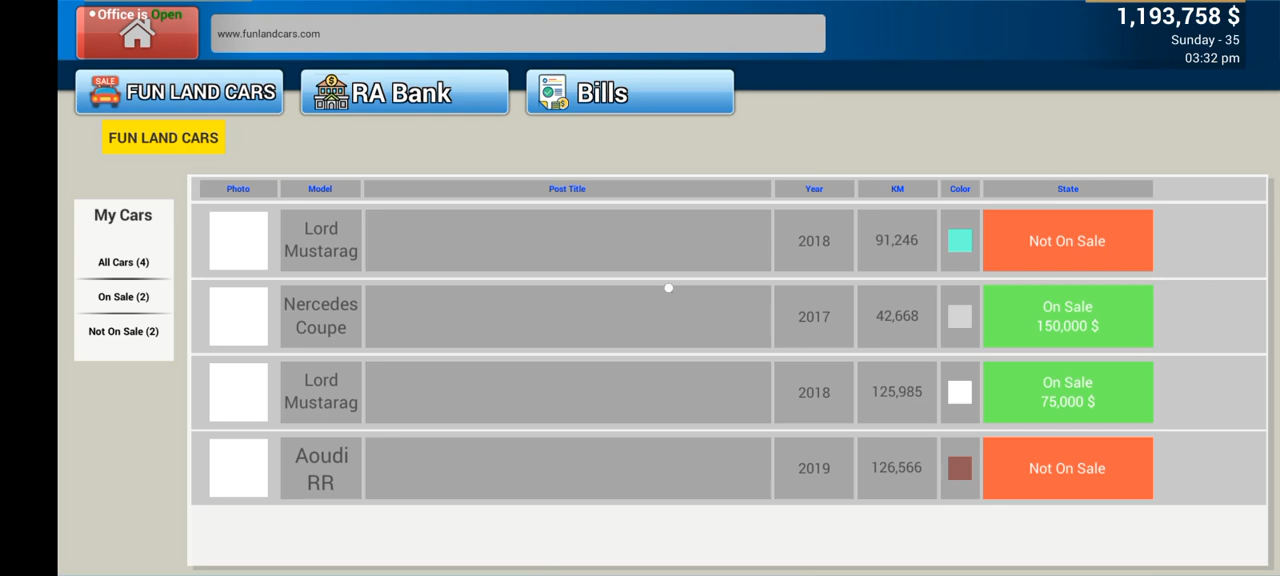 Office is Open
www.funlandcars.com
1,193,758 $
Sunday - 35
03:32 pm
SALE
FUN LAND CARS
RA Bank
Bills
FUN LAND CARS
My Cars
All Cars (4)
On Sale (2)
Not On Sale (2)
Photo Model Post Title Year KM Color State
Lord
Mustarag
2018 91,246 Not On Sale
Nercedes
Coupe
2017 42,668
On Sale
150,000 $
Lord
Mustarag
2018 125,985
On Sale
75,000 $
Aoudi
RR
2019 126,566 Not On Sale